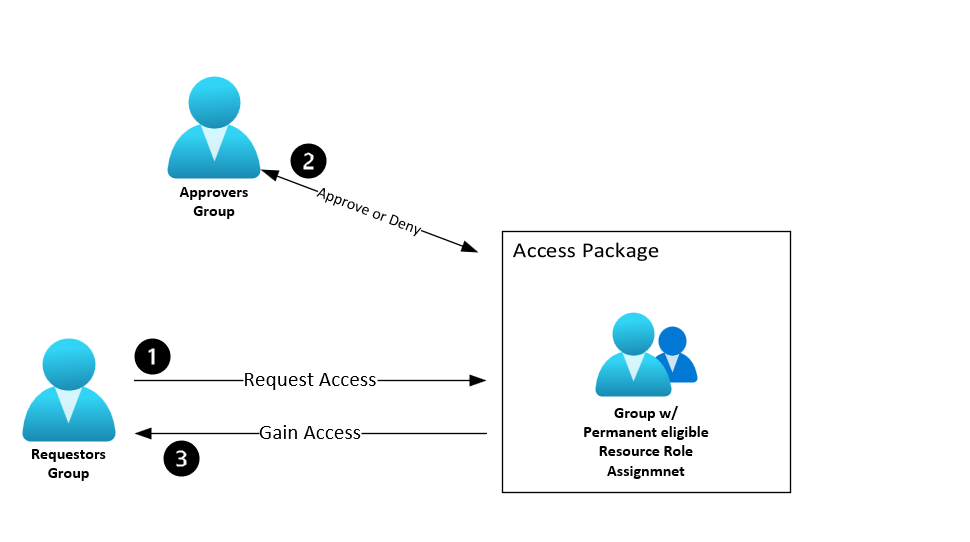 2
Approvers
Group
Approve or Deny
Access Package
1
Request Access
Group w/
Permanent eligible
Resource Role
Assignmnet
Gain Access
3
Requestors
Group